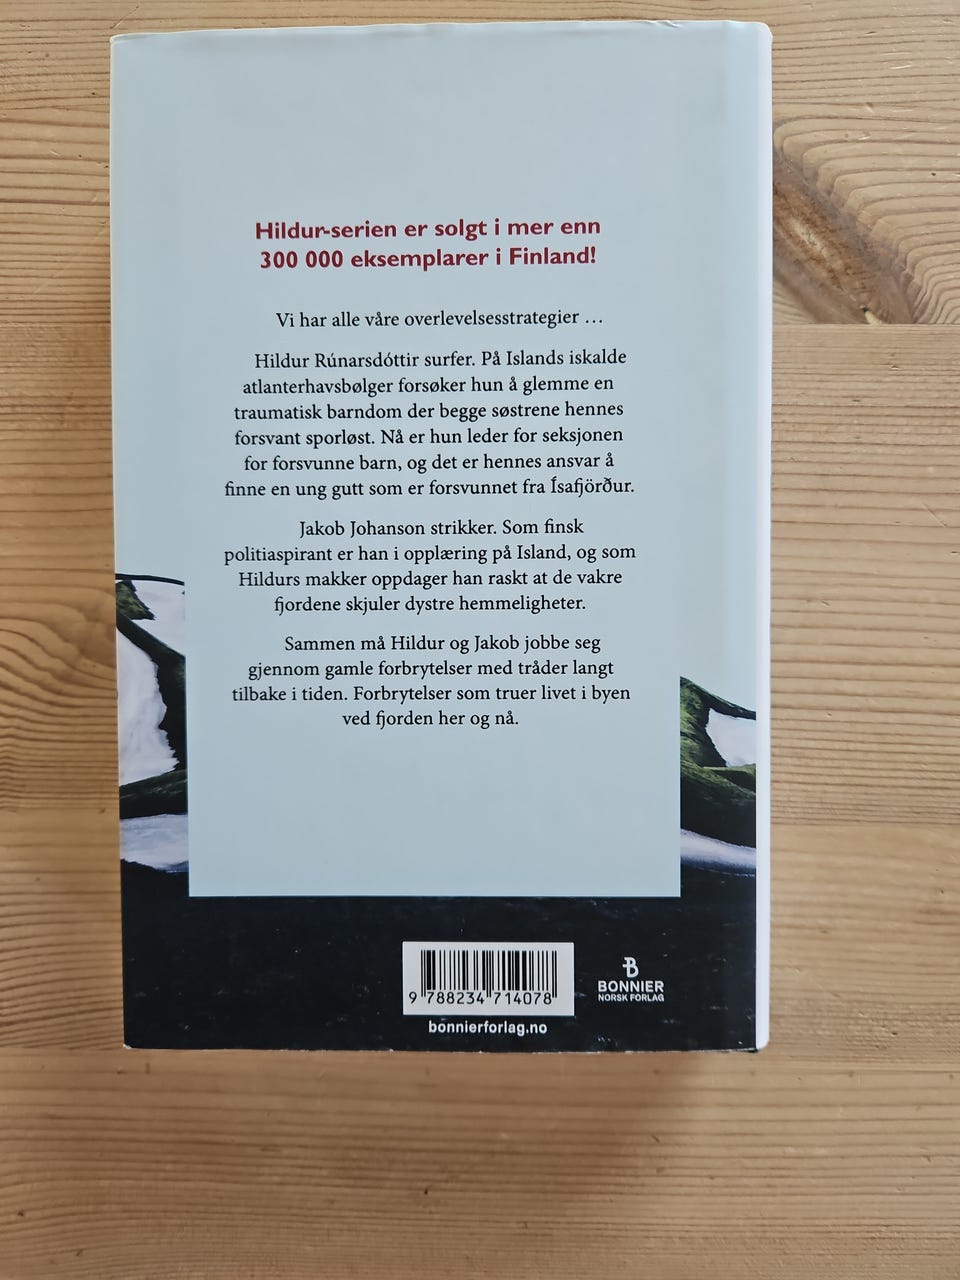 Hildur-serien er solgt i mer enn
300 000 eksemplarer i Finland!
Vi har alle våre overlevelsesstrategier …
Hildur Rúnarsdóttir surfer. På Islands iskalde
atlanterhavsbølger forsøker hun å glemme en
traumatisk barndom der begge søstrene hennes
forsvant sporløst. Nå er hun leder for seksjonen
for forsvunne barn, og det er hennes ansvar å
finne en ung gutt som er forsvunnet fra Ísafjörður.
Jakob Johanson strikker. Som finsk
politiaspirant er han i opplæring på Island, og som
Hildurs makker oppdager han raskt at de vakre
fjordene skjuler dystre hemmeligheter.
Sammen må Hildur og Jakob jobbe seg
gjennom gamle forbrytelser med tråder langt
tilbake i tiden. Forbrytelser som truer livet i byen
ved fjorden her og nå.
9 788234 714078
bonnierforlag.no
B
BONNIER
NORSK FORLAG